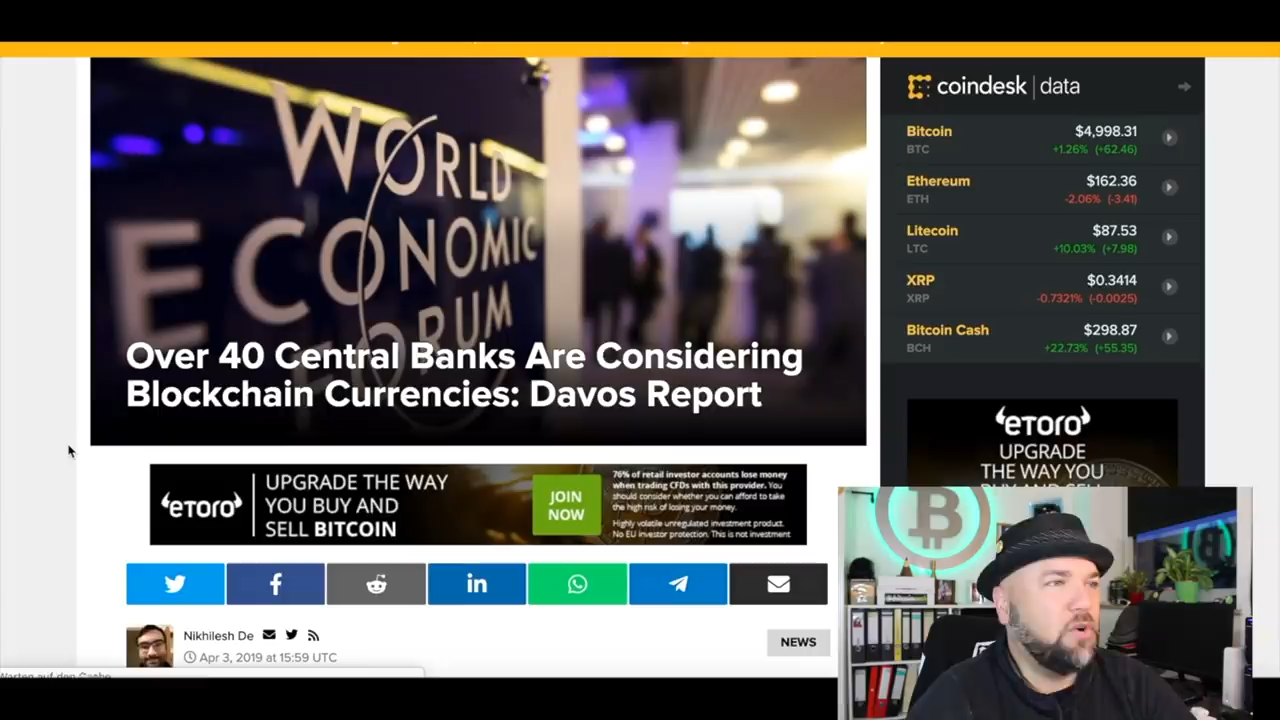 WORLD
ECONOMIC
FORUM
Over 40 Central Banks Are Considering
Blockchain Currencies: Davos Report
coindesk | data
Bitcoin
$4,998.31
BTC
+1.26% (+62.46)
Ethereum
$162.36
ETH
-2.06% (-3.41)
Litecoin
$87.53
LTC
+10.03% (+7.98)
XRP
$0.3414
XRP
-0.7321% (-0.0025)
Bitcoin Cash
$298.87
BCH
+22.73% (+55.35)
eToro
UPGRADE THE WAY
YOU BUY AND
SELL BITCOIN
JOIN
NOW
76% of retail investor accounts lose money
when trading CFDs with this provider. You
should consider whether you can afford to take
the high risk of losing your money.
Highly volatile unregulated investment product.
No EU investor protection. This is not investment
eToro
UPGRADE
THE WAY YOU
Nikhilesh De
Apr 3, 2019 at 15:59 UTC
NEWS